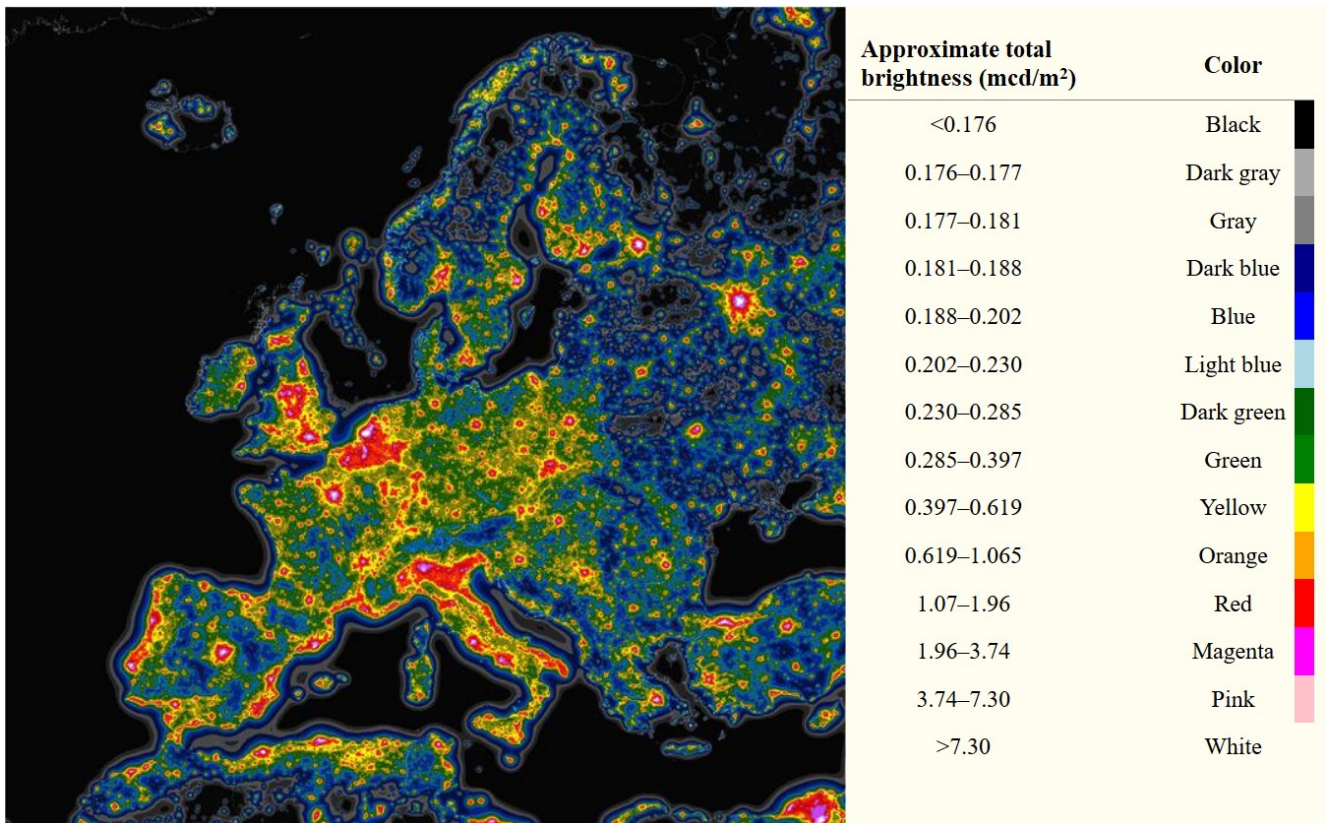 Approximate total
brightness (mcd/m²) Color
<0.176 Black
0.176–0.177 Dark gray
0.177–0.181 Gray
0.181–0.188 Dark blue
0.188–0.202 Blue
0.202–0.230 Light blue
0.230–0.285 Dark green
0.285–0.397 Green
0.397–0.619 Yellow
0.619–1.065 Orange
1.07–1.96 Red
1.96–3.74 Magenta
3.74–7.30 Pink
>7.30 White